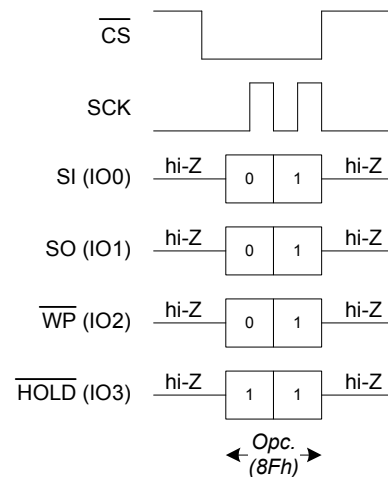 CS
SCK
SI (IO0) hi-Z 0 1 hi-Z
SO (IO1) hi-Z 0 1 hi-Z
WP (IO2) hi-Z 0 1 hi-Z
HOLD (IO3) hi-Z 1 1 hi-Z
Opc.
(8Fh)